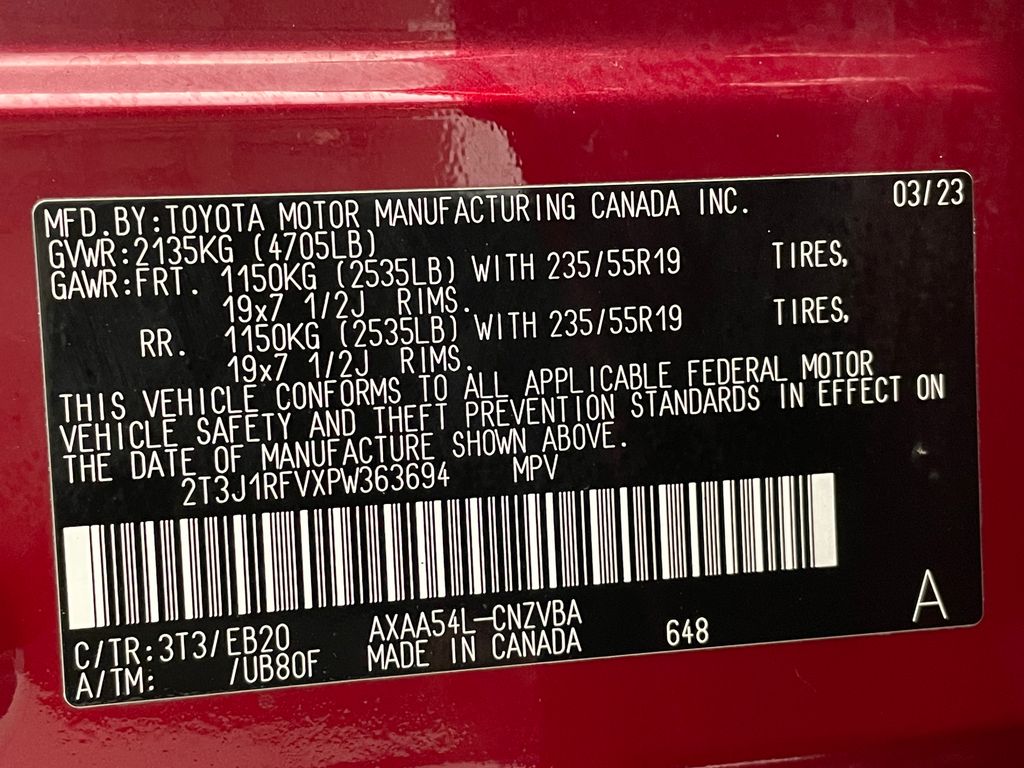 MFD.BY:TOYOTA MOTOR MANUFACTURING CANADA INC. 03/23
GVWR:2135KG (4705LB)
GAWR:FRT. 1150KG (2535LB) WITH 235/55R19 TIRES,
19x7 1/2J RIMS.
RR. 1150KG (2535LB) WITH 235/55R19 TIRES,
19x7 1/2J RIMS.
THIS VEHICLE CONFORMS TO ALL APPLICABLE FEDERAL MOTOR
VEHICLE SAFETY AND THEFT PREVENTION STANDARDS IN EFFECT ON
THE DATE OF MANUFACTURE SHOWN ABOVE.
2T3J1RFVXPW363694 MPV
A
C/TR:3T3/EB20 AXAA54L-CNZVBA 648
A/TM: /UB80F MADE IN CANADA